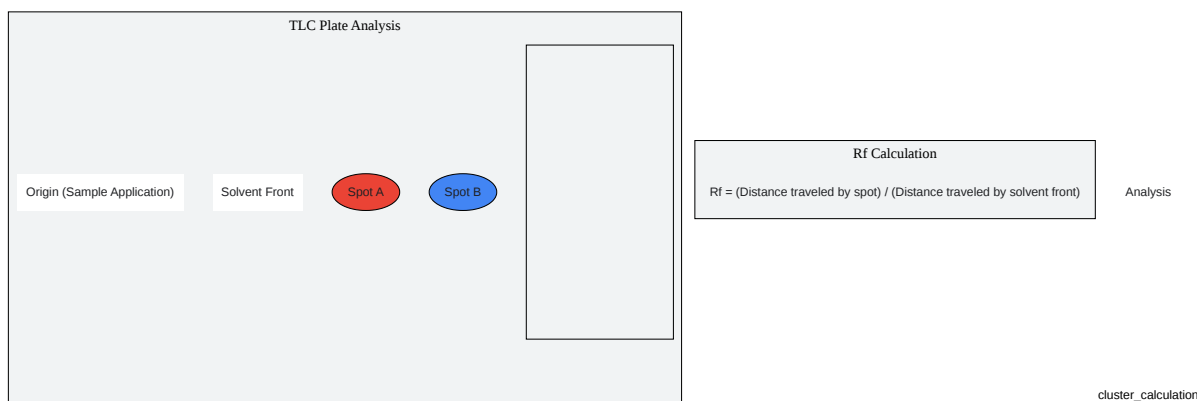 TLC Plate Analysis
Origin (Sample Application)
Solvent Front
Spot A
Spot B
Rf Calculation
Rf = (Distance traveled by spot) / (Distance traveled by solvent front)
Analysis
cluster_calculation